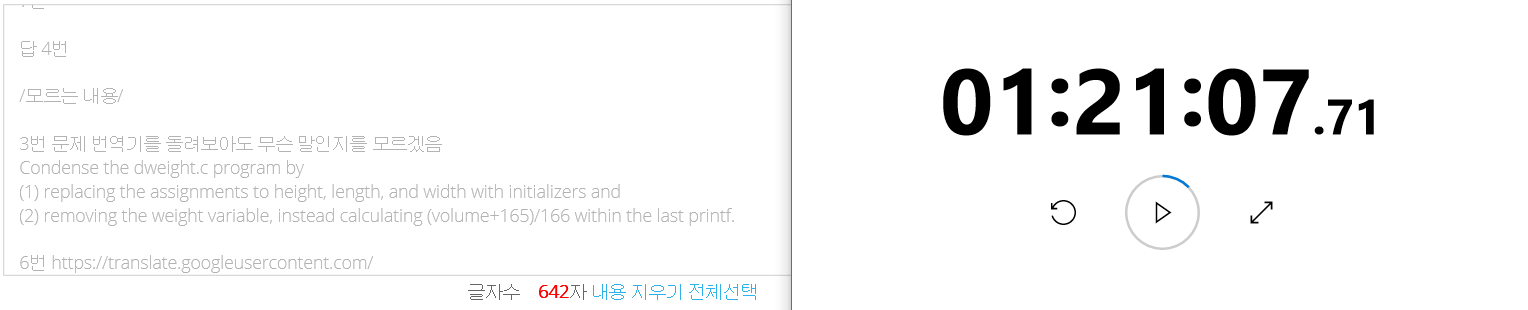 답 4번
/모르는 내용/
3번 문제 번역기를 돌려보아도 무슨 말인지를 모르겠음
Condense the dweight.c program by
(1) replacing the assignments to height, length, and width with initializers and
(2) removing the weight variable, instead calculating (volume+165)/166 within the last printf.
6번 https://translate.googleusercontent.com/
글자수 642자 내용 지우기 전체선택
01:21:07.71